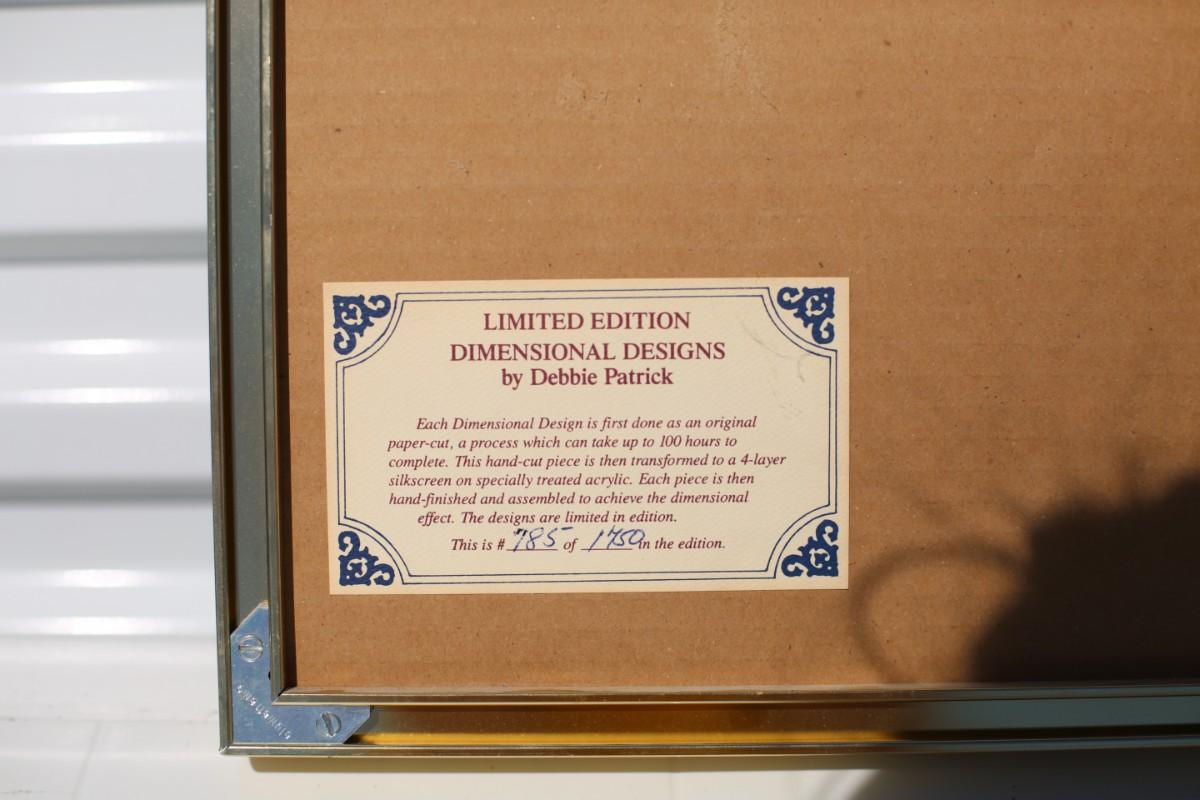 LIMITED EDITION
DIMENSIONAL DESIGNS
by Debbie Patrick
Each Dimensional Design is first done as an original
paper-cut, a process which can take up to 100 hours to
complete. This hand-cut piece is then transformed to a 4-layer
silkscreen on specially treated acrylic. Each piece is then
hand-finished and assembled to achieve the dimensional
effect. The designs are limited in edition.
This is # 785 of 1750 in the edition.